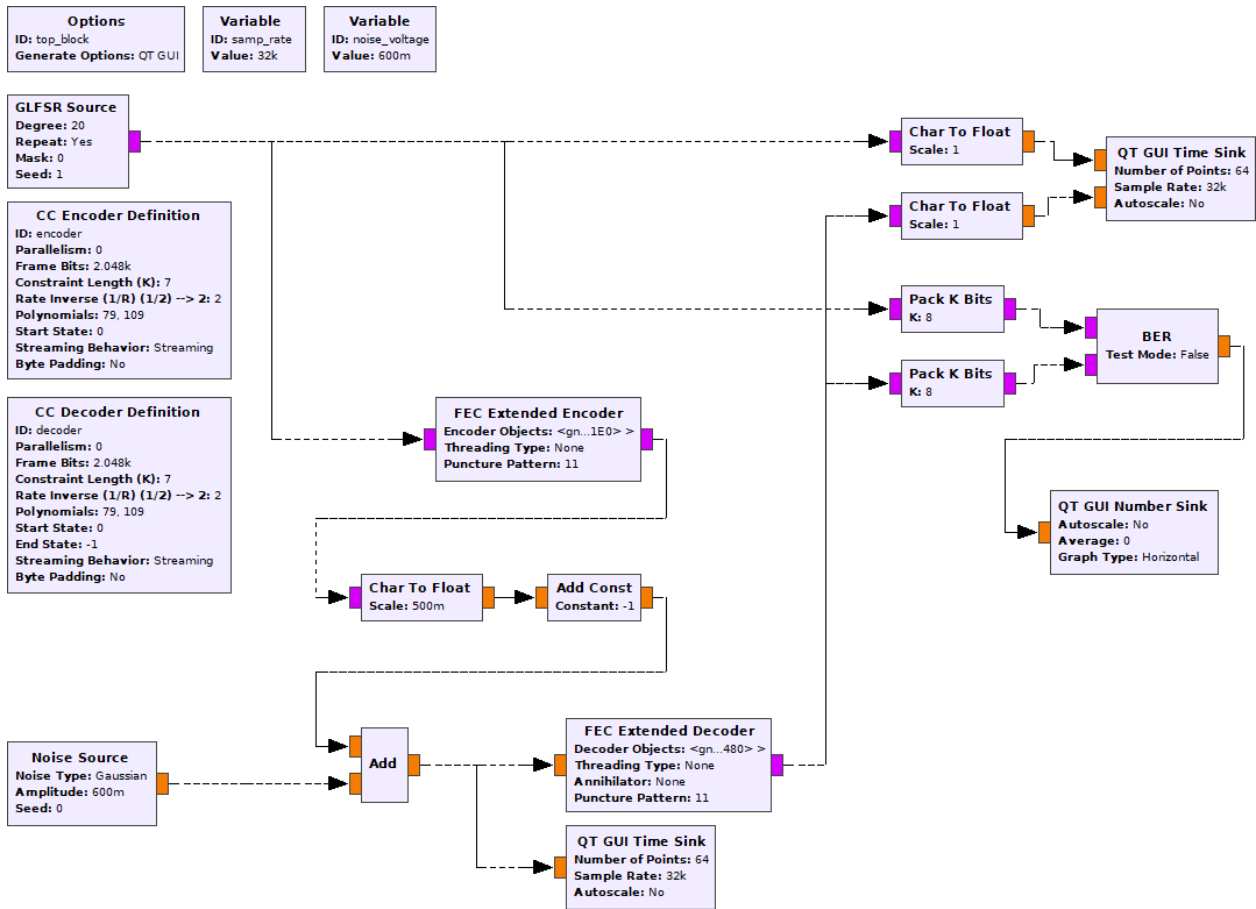 Options
ID: top_block
Generate Options: QT GUI
Variable
ID: samp_rate
Value: 32k
Variable
ID: noise_voltage
Value: 600m
GLFSR Source
Degree: 20
Repeat: Yes
Mask: 0
Seed: 1
Char To Float
Scale: 1
QT GUI Time Sink
Number of Points: 64
Sample Rate: 32k
Autoscale: No
Char To Float
Scale: 1
CC Encoder Definition
ID: encoder
Parallelism: 0
Frame Bits: 2.048k
Constraint Length (K): 7
Rate Inverse (1/R) (1/2) --> 2: 2
Polynomials: 79, 109
Start State: 0
Streaming Behavior: Streaming
Byte Padding: No
Pack K Bits
K: 8
BER
Test Mode: False
Pack K Bits
K: 8
CC Decoder Definition
ID: decoder
Parallelism: 0
Frame Bits: 2.048k
Constraint Length (K): 7
Rate Inverse (1/R) (1/2) --> 2: 2
Polynomials: 79, 109
Start State: 0
End State: -1
Streaming Behavior: Streaming
Byte Padding: No
FEC Extended Encoder
Encoder Objects: <gn...1E0> >
Threading Type: None
Puncture Pattern: 11
QT GUI Number Sink
Autoscale: No
Average: 0
Graph Type: Horizontal
Char To Float
Scale: 500m
Add Const
Constant: -1
Noise Source
Noise Type: Gaussian
Amplitude: 600m
Seed: 0
Add
FEC Extended Decoder
Decoder Objects: <gn...480> >
Threading Type: None
Annihilator: None
Puncture Pattern: 11
QT GUI Time Sink
Number of Points: 64
Sample Rate: 32k
Autoscale: No